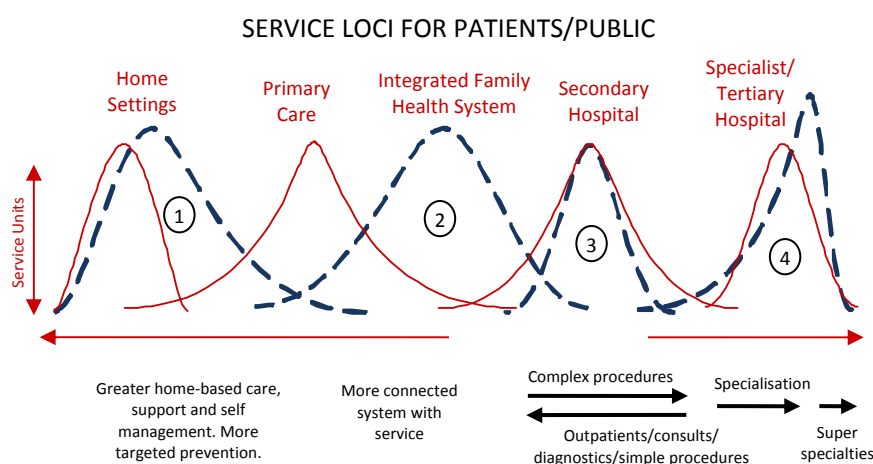 SERVICE LOCI FOR PATIENTS/PUBLIC
Home
Settings
Primary
Care
Integrated Family
Health System
Secondary
Hospital
Specialist/
Tertiary
Hospital
Service Units
1
2
3
4
Greater home-based care,
support and self
management. More
targeted prevention.
More connected
system with
service
Complex procedures
Outpatients/consults/
diagnostics/simple procedures
Specialisation
Super
specialties